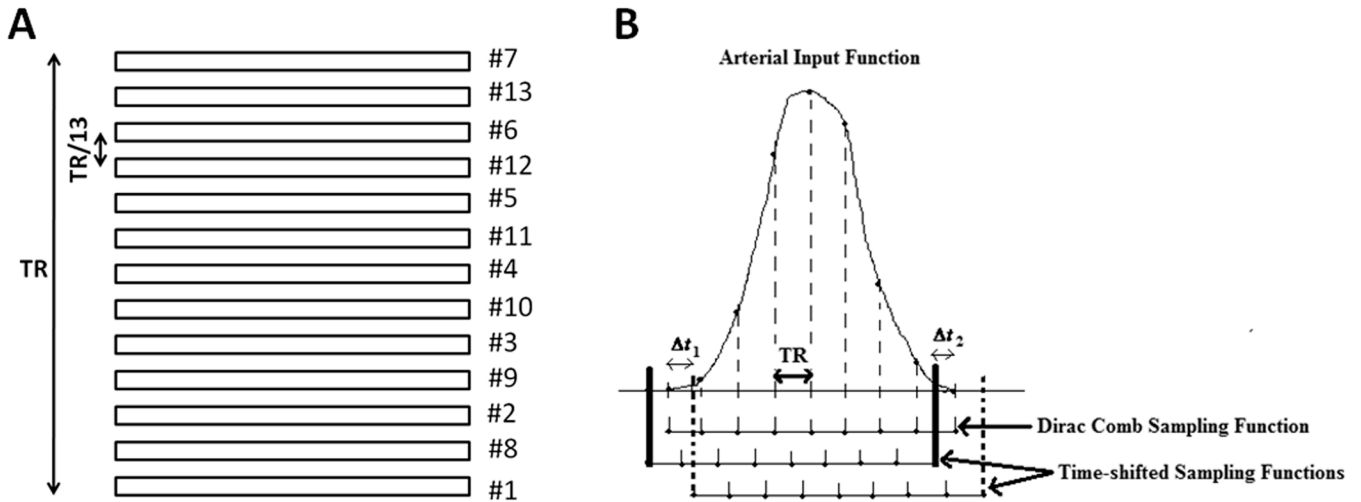 A
#7
#13
#6
TR/13
#12
#5
#11
TR
#4
#10
#3
#9
#2
#8
#1
B
Arterial Input Function
Δt1
TR
Δt2
Dirac Comb Sampling Function
Time-shifted Sampling Functions